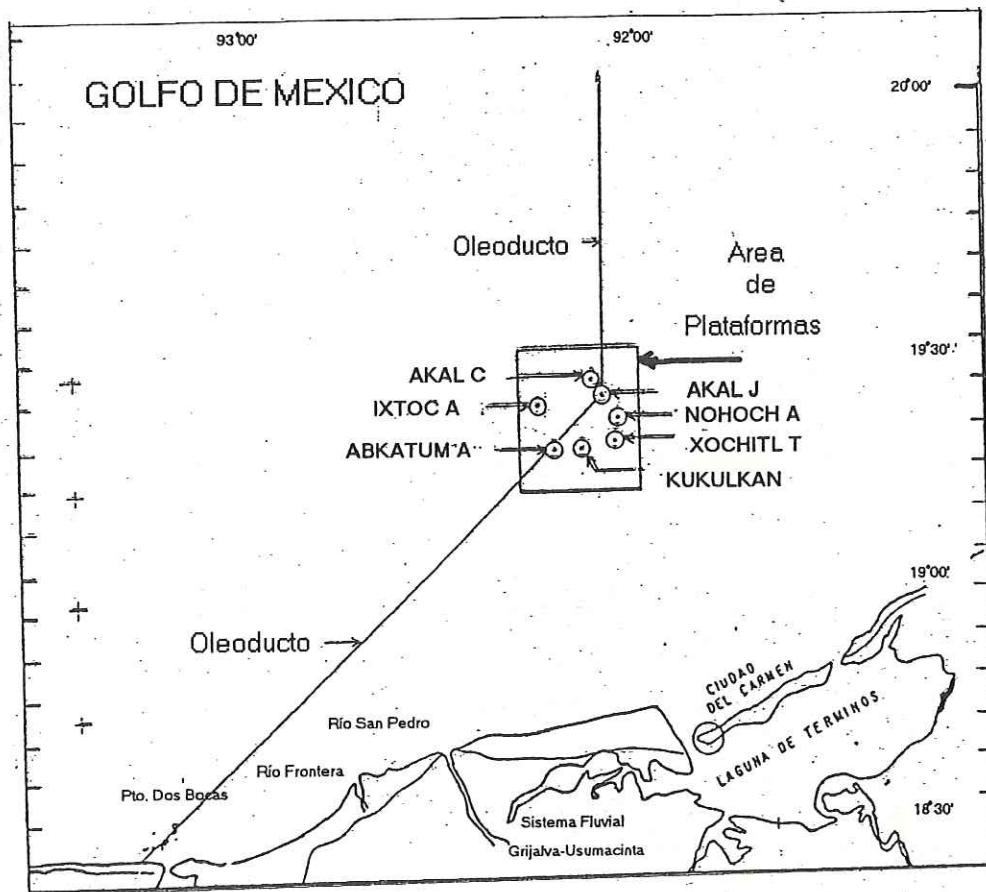 93°00'
92°00'
GOLFO DE MEXICO
20°00'
Oleoducto
Area
de
Plataformas
19°30'
AKAL C
AKAL J
IXTOC A
NOHOCH A
ABKATUM A
XOCHITL T
KUKULKAN
19°00'
Oleoducto
CIUDAD
DEL CARMEN
Río San Pedro
LAGUNA DE TERMINOS
Río Frontera
Pto. Dos Bocas
18°30'
Sistema Fluvial
Grijalva-Usumacinta